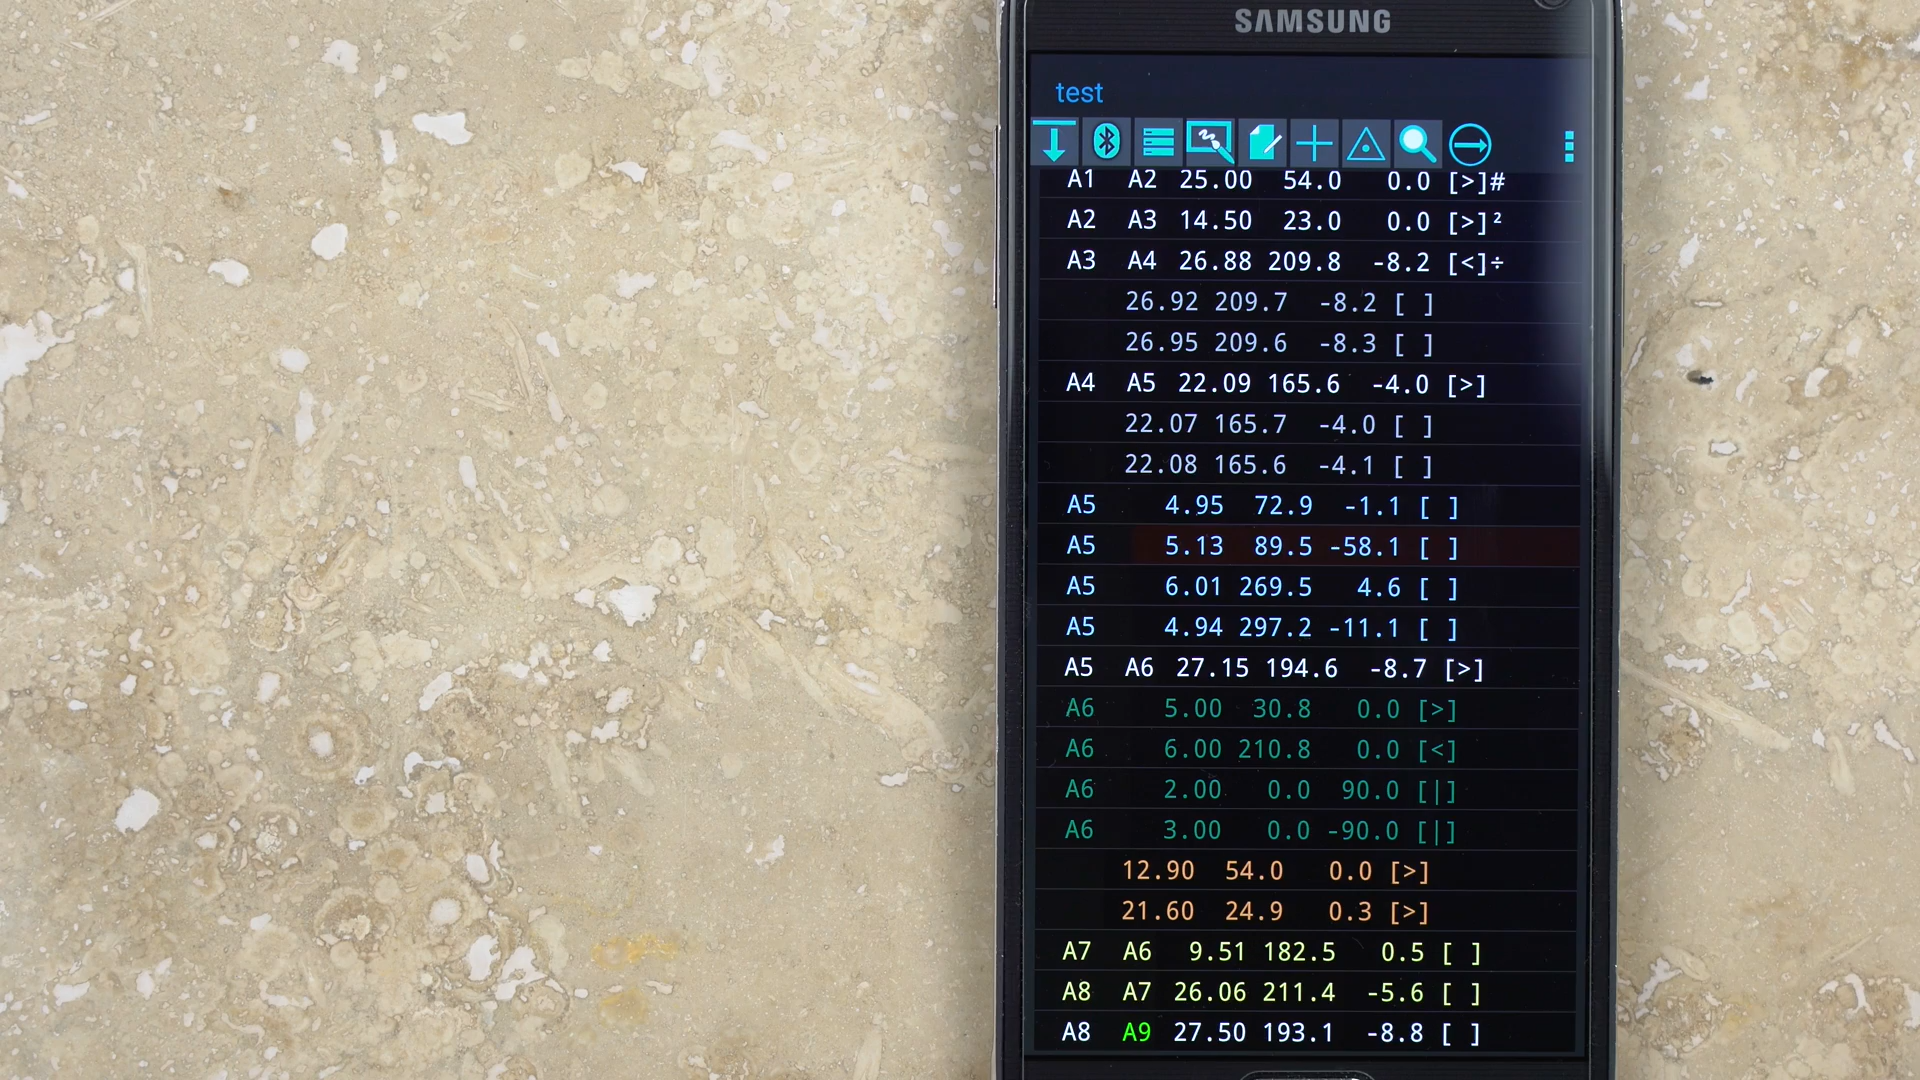 SAMSUNG
test
A1 A2 25.00 54.0 0.0 [>]#
A2 A3 14.50 23.0 0.0 [>]²
A3 A4 26.88 209.8 -8.2 [<]÷
26.92 209.7 -8.2 [ ]
26.95 209.6 -8.3 [ ]
A4 A5 22.09 165.6 -4.0 [>]
22.07 165.7 -4.0 [ ]
22.08 165.6 -4.1 [ ]
A5 4.95 72.9 -1.1 [ ]
A5 5.13 89.5 -58.1 [ ]
A5 6.01 269.5 4.6 [ ]
A5 4.94 297.2 -11.1 [ ]
A5 A6 27.15 194.6 -8.7 [>]
A6 5.00 30.8 0.0 [>]
A6 6.00 210.8 0.0 [<]
A6 2.00 0.0 90.0 [|]
A6 3.00 0.0 -90.0 [|]
12.90 54.0 0.0 [>]
21.60 24.9 0.3 [>]
A7 A6 9.51 182.5 0.5 [ ]
A8 A7 26.06 211.4 -5.6 [ ]
A8 A9 27.50 193.1 -8.8 [ ]